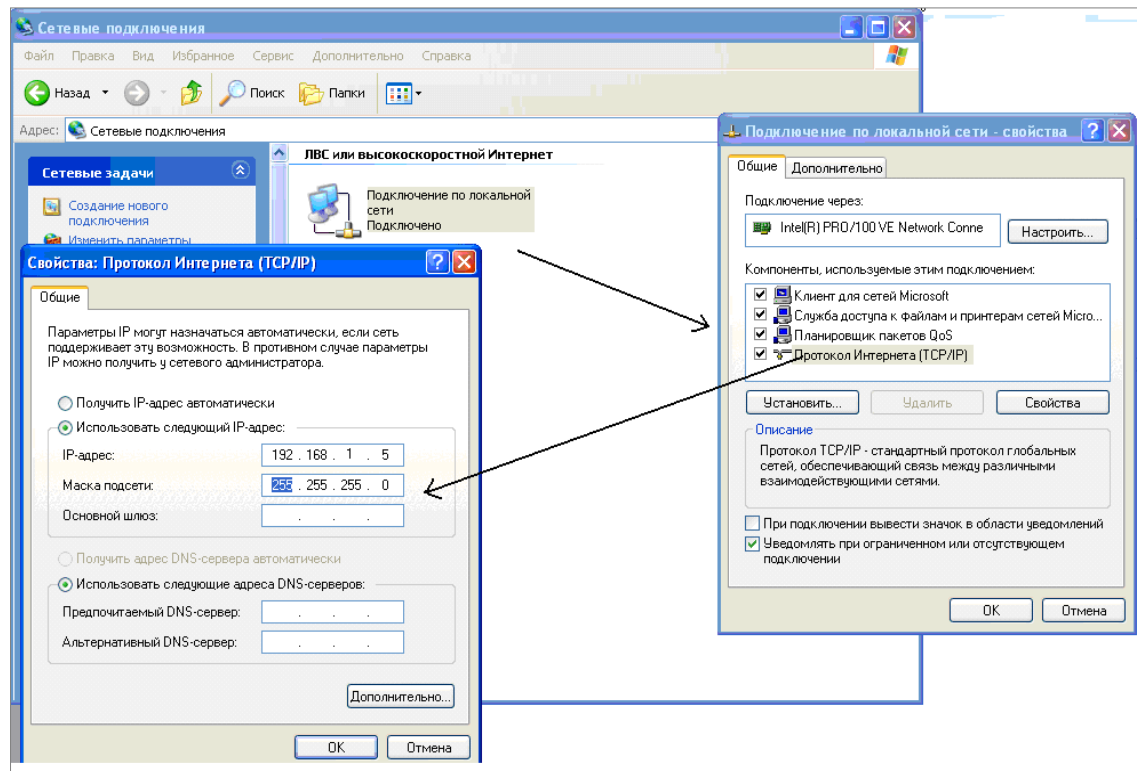 Сетевые подключения
Файл Правка Вид Избранное Сервис Дополнительно Справка
Назад Поиск Папки
Адрес: Сетевые подключения
Сетевые задачи
Создание нового
подключения
Изменить параметры
ЛВС или высокоскоростной Интернет
Подключение по локальной
сети
Подключено
Подключение по локальной сети - свойства
Общие Дополнительно
Подключение через:
Intel(R) PRO/100 VE Network Conne
Настроить...
Компоненты, используемые этим подключением:
Клиент для сетей Microsoft
Служба доступа к файлам и принтерам сетей Micro...
Планировщик пакетов QoS
Протокол Интернета (TCP/IP)
Установить... Удалить Свойства
Описание
Протокол TCP/IP - стандартный протокол глобальных
сетей, обеспечивающий связь между различными
взаимодействующими сетями.
При подключении вывести значок в области уведомлений
Уведомлять при ограниченном или отсутствующем
подключении
OK Отмена
Свойства: Протокол Интернета (TCP/IP)
Общие
Параметры IP могут назначаться автоматически, если сеть
поддерживает эту возможность. В противном случае параметры
IP можно получить у сетевого администратора.
Получить IP-адрес автоматически
Использовать следующий IP-адрес:
IP-адрес: 192 . 168 . 1 . 5
Маска подсети: 255 . 255 . 255 . 0
Основной шлюз: . . .
Получить адрес DNS-сервера автоматически
Использовать следующие адреса DNS-серверов:
Предпочитаемый DNS-сервер: . . .
Альтернативный DNS-сервер: . . .
Дополнительно...
OK Отмена